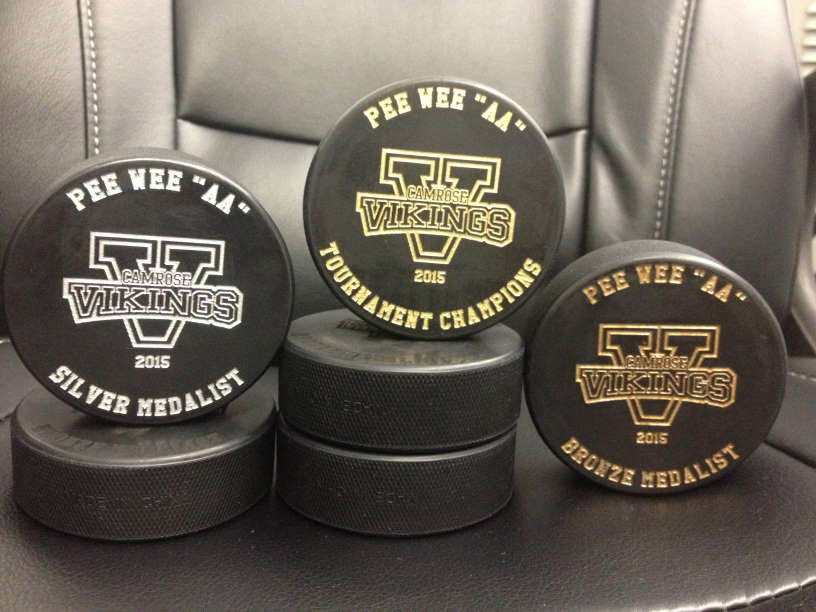 PEE WEE "AA"
CAMROSE
VIKINGS
2015
SILVER MEDALIST
PEE WEE "AA"
CAMROSE
VIKINGS
2015
TOURNAMENT CHAMPIONS
PEE WEE "AA"
CAMROSE
VIKINGS
2015
BRONZE MEDALIST